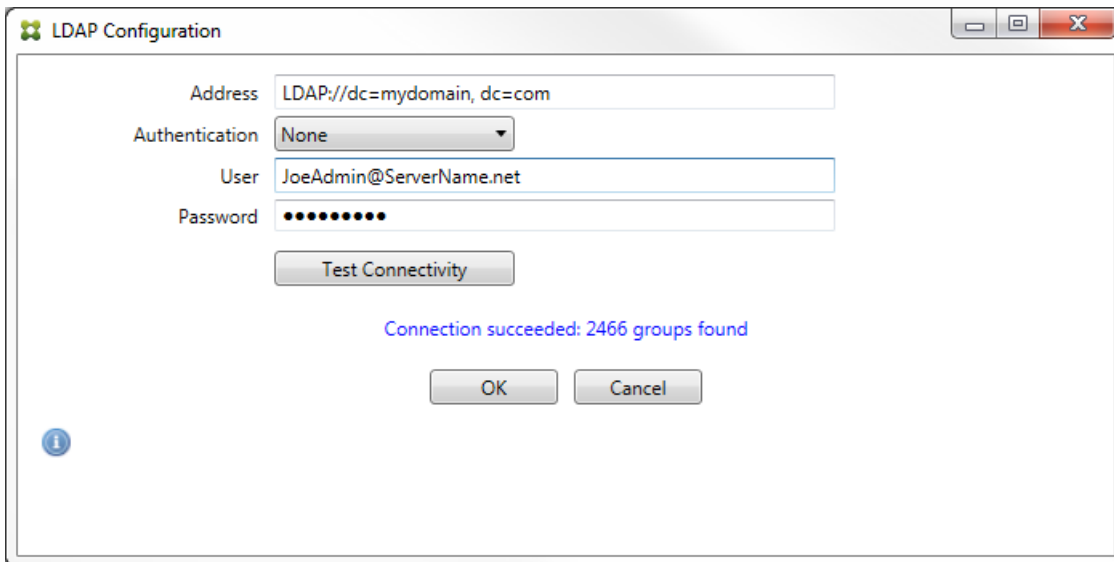 LDAP Configuration
Address LDAP://dc=mydomain, dc=com
Authentication None
User JoeAdmin@ServerName.net
Password •••••••••
Test Connectivity
Connection succeeded: 2466 groups found
OK Cancel